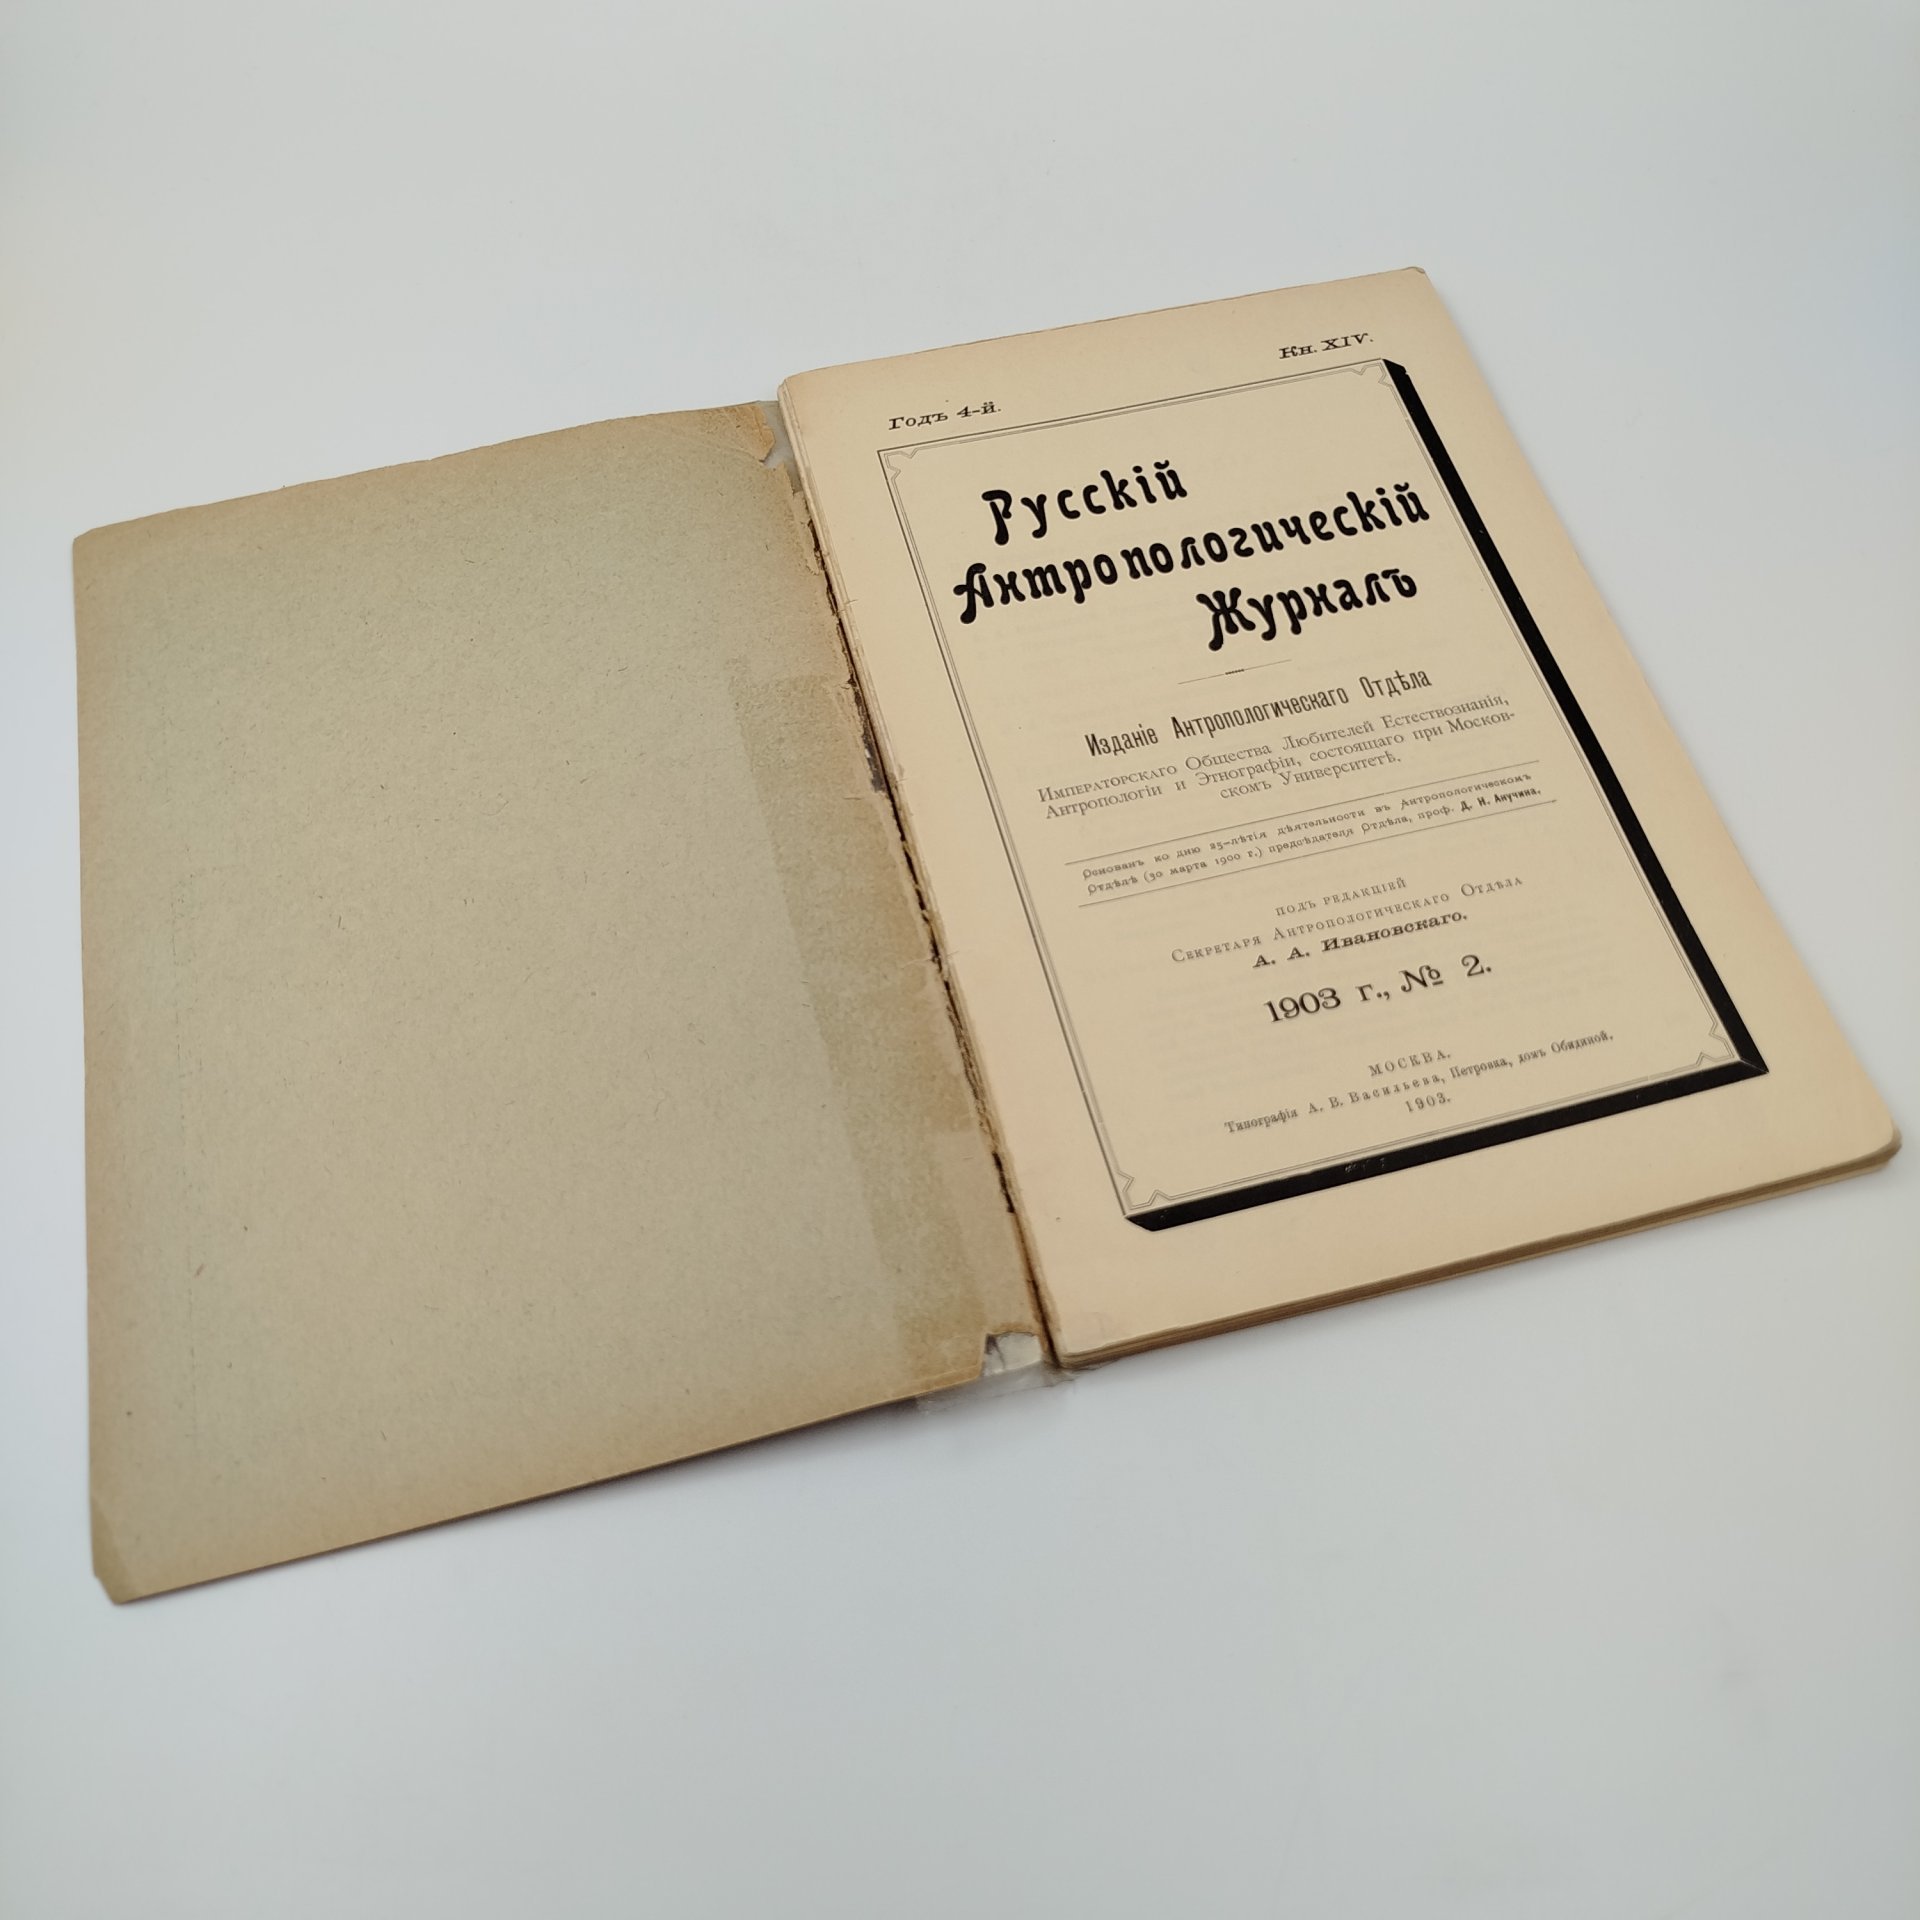 Годъ 4-й.
Кн. XIV.
Русскій
Антропологическій
Журналъ
Изданіе Антропологическаго Отдѣла
Императорскаго Общества Любителей Естествознанія,
Антропологіи и Этнографіи, состоящаго при Москов-
скомъ Университетѣ.
Основанъ ко дню 25-лѣтія дѣятельности въ Антропологическомъ
Отдѣлѣ (30 марта 1900 г.) предсѣдателя Отдѣла, проф. Д. Н. Анучина.
подъ редакціей
Секретаря Антропологическаго Отдѣла
А. А. Ивановскаго.
1903 г., № 2.
МОСКВА.
Типографія А. В. Васильева, Петровка, домъ Обидиной.
1903.